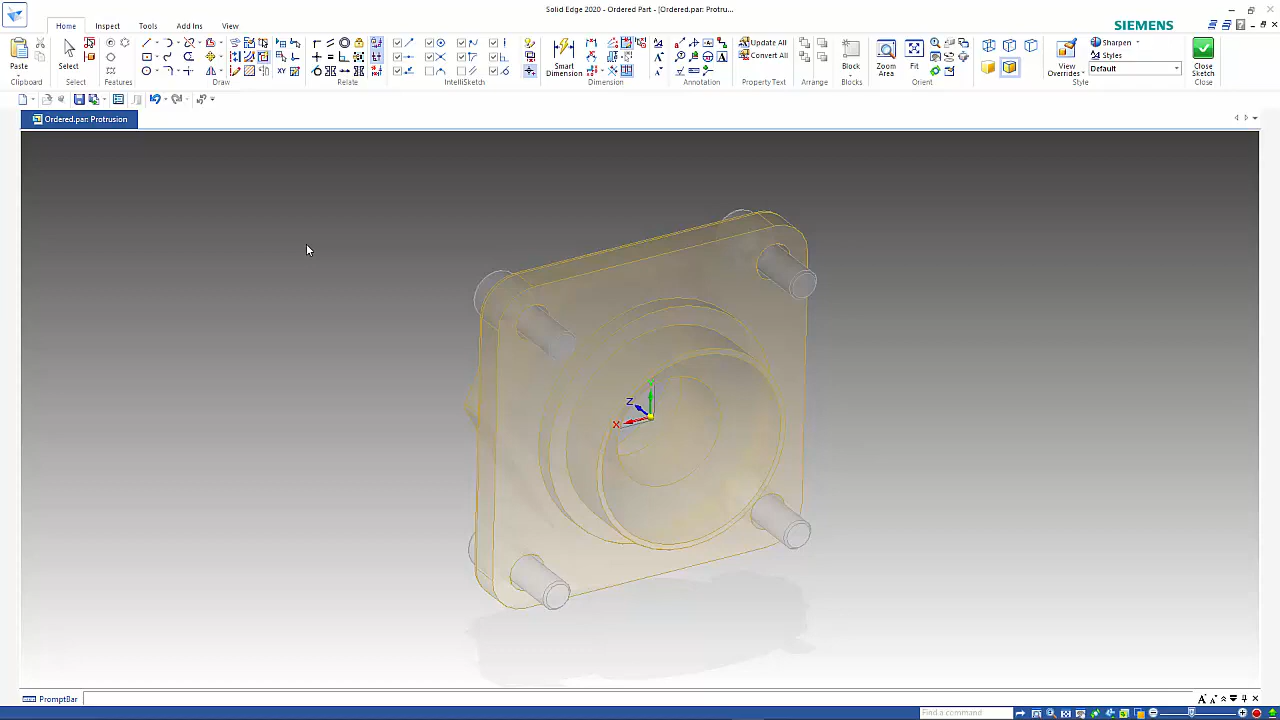 Solid Edge 2020 - Ordered Part - [Ordered.par: Protru...
Home Inspect Tools Add Ins View
SIEMENS
Paste
Select
Smart Dimension
Update All
Convert All
Block
Zoom Area
Fit
View Overrides
Sharpen
Styles
Default
Close Sketch
Clipboard Select Features Draw Relate IntelliSketch Dimension Annotation PropertyText Arrange Blocks Orient Style Close
Ordered.par: Protrusion
Z
X
PromptBar
Find a command